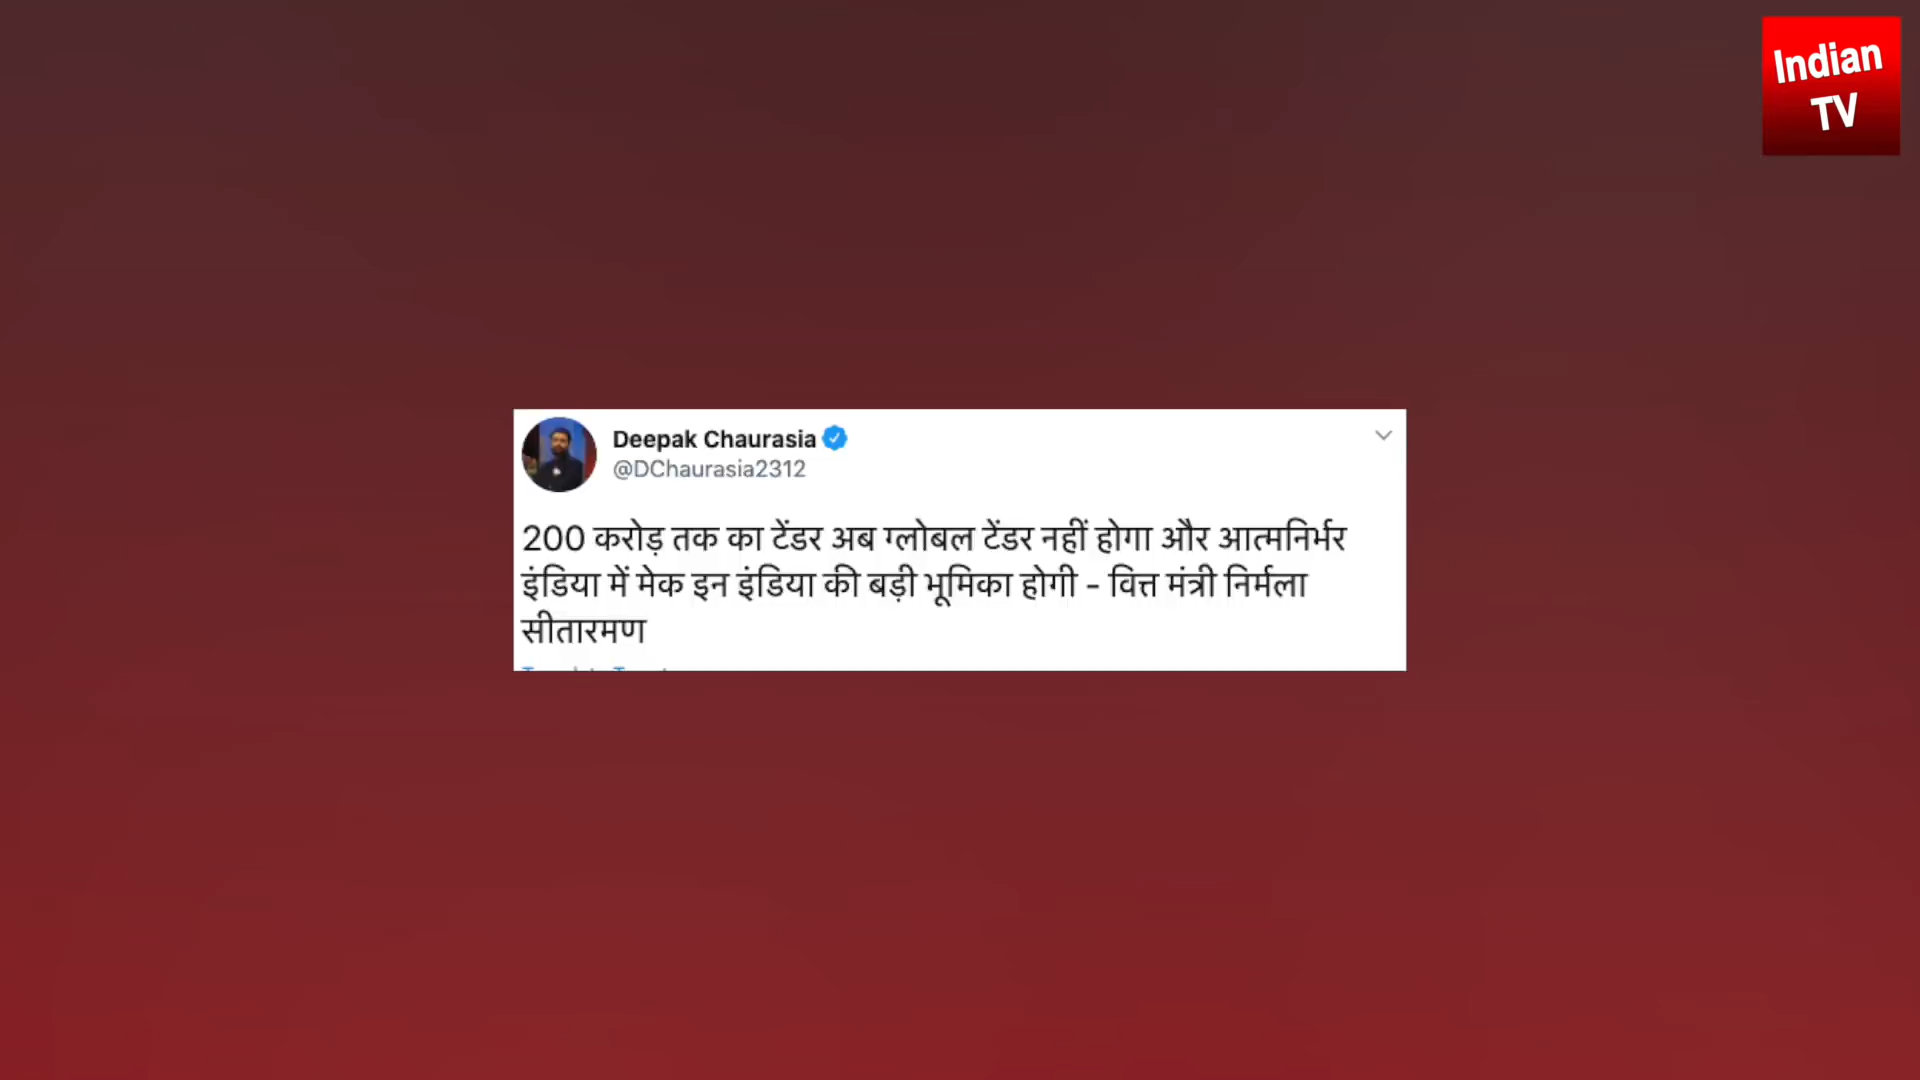 Indian
TV
Deepak Chaurasia
@DChaurasia2312
200 करोड़ तक का टेंडर अब ग्लोबल टेंडर नहीं होगा और आत्मनिर्भर
इंडिया में मेक इन इंडिया की बड़ी भूमिका होगी - वित्त मंत्री निर्मला
सीतारमण